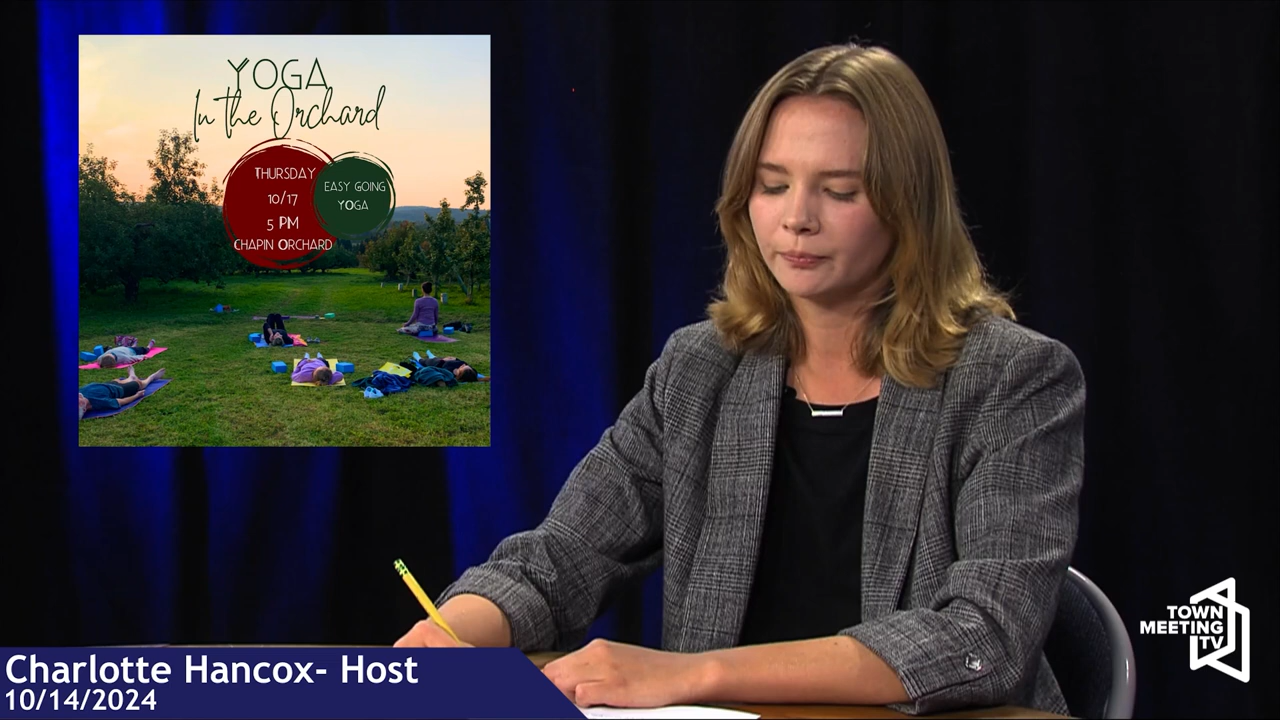 YOGA
In the Orchard
THURSDAY
10/17
5 PM
CHAPIN ORCHARD
EASY GOING
YOGA
Charlotte Hancox- Host
10/14/2024
TOWN
MEETING
TV